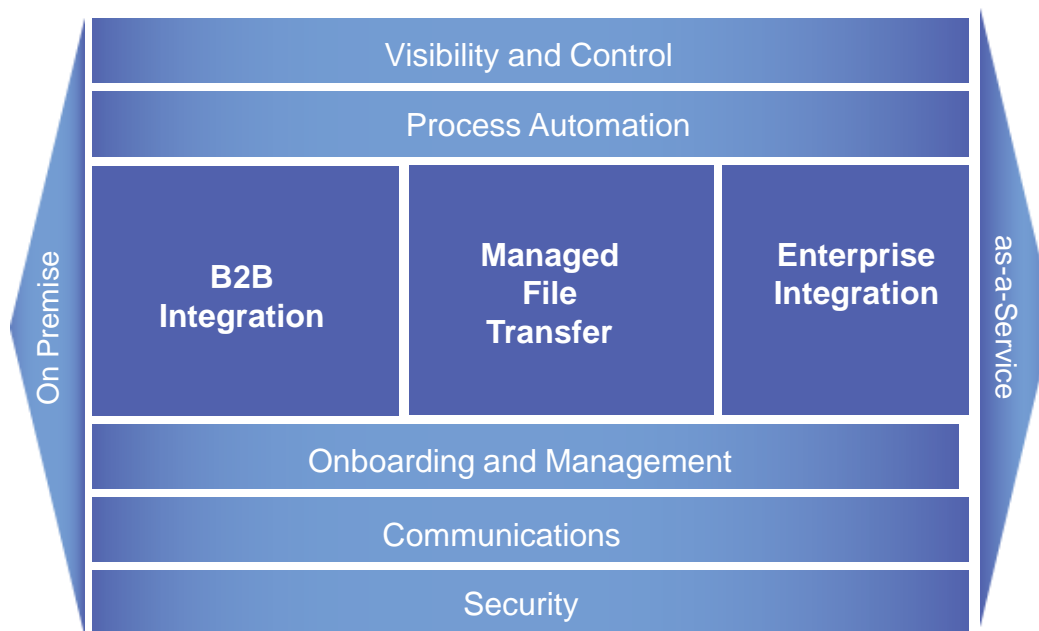 Visibility and Control
Process Automation
On Premise
B2B
Integration
Managed
File
Transfer
Enterprise
Integration
as-a-Service
Onboarding and Management
Communications
Security